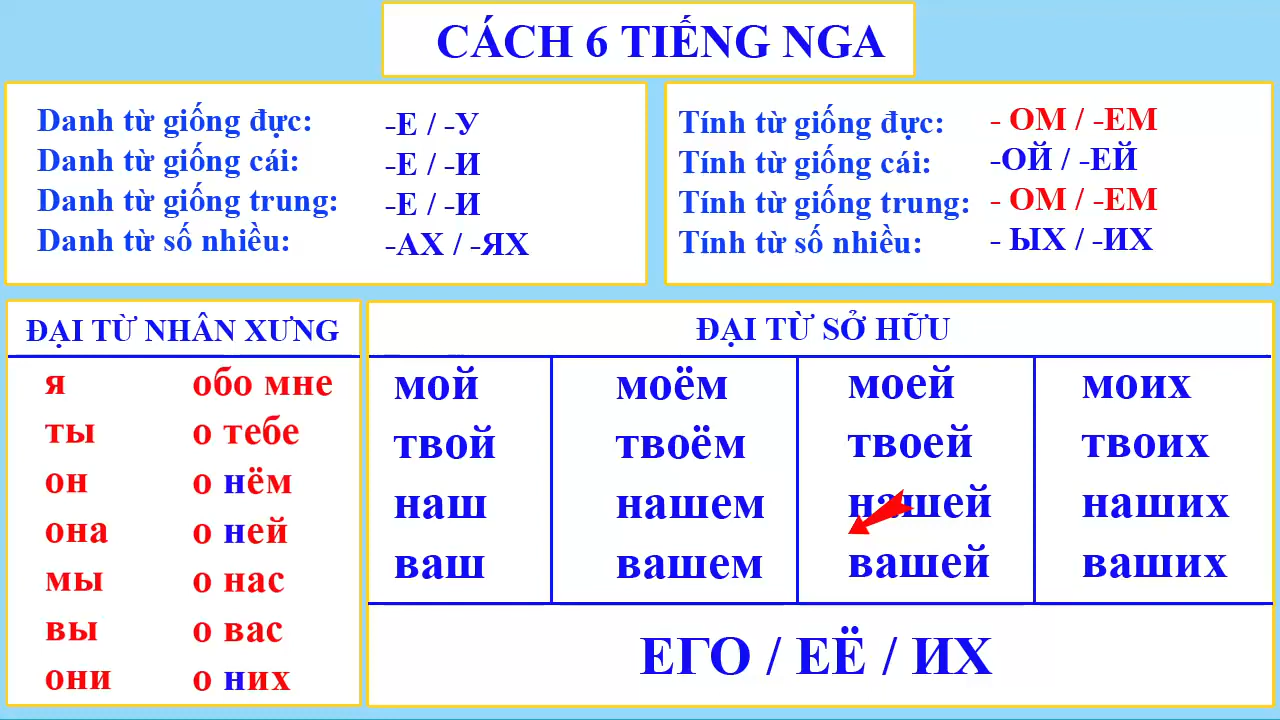 CÁCH 6 TIẾNG NGA
Danh từ giống đực: -Е / -У
Danh từ giống cái: -Е / -И
Danh từ giống trung: -Е / -И
Danh từ số nhiều: -АХ / -ЯХ
Tính từ giống đực: - ОМ / -ЕМ
Tính từ giống cái: -ОЙ / -ЕЙ
Tính từ giống trung: - ОМ / -ЕМ
Tính từ số nhiều: - ЫХ / -ИХ
ĐẠI TỪ NHÂN XƯNG
я обо мне
ты о тебе
он о нём
она о ней
мы о нас
вы о вас
они о них
ĐẠI TỪ SỞ HỮU
мой моём моей моих
твой твоём твоей твоих
наш нашем нашей наших
ваш вашем вашей ваших
ЕГО / ЕЁ / ИХ